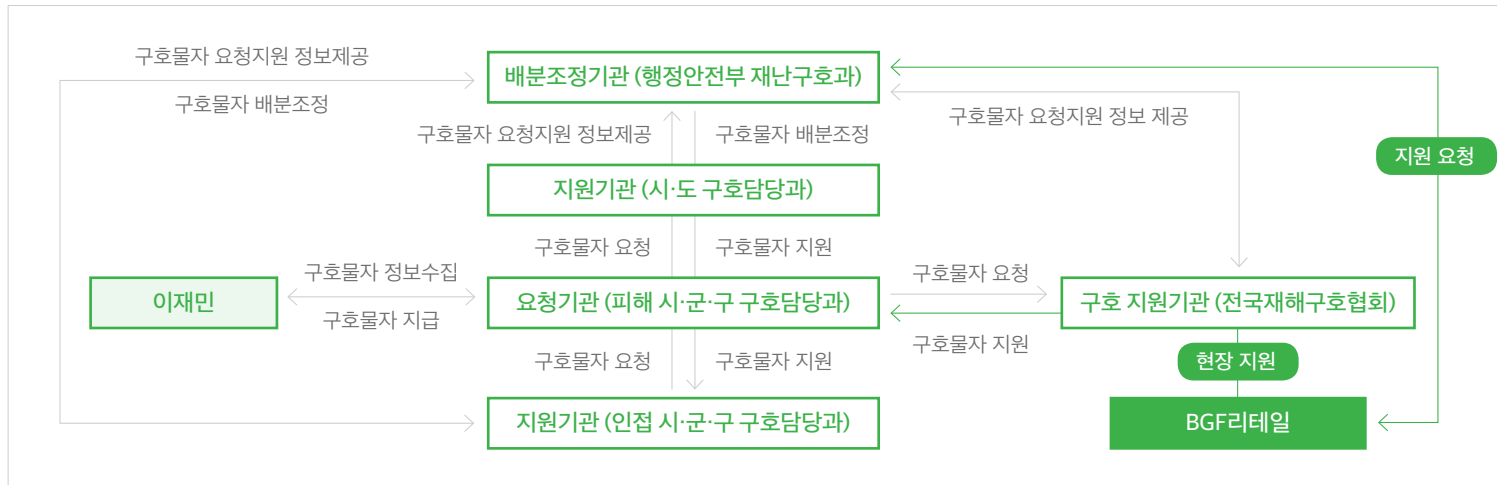 구호물자 요청지원 정보제공
배분조정기관 (행정안전부 재난구호과)
구호물자 배분조정
구호물자 요청지원 정보제공
구호물자 배분조정
구호물자 요청지원 정보 제공
지원 요청
지원기관 (시·도 구호담당과)
구호물자 요청
구호물자 지원
구호물자 정보수집
구호물자 요청
이재민
요청기관 (피해 시·군·구 구호담당과)
구호 지원기관 (전국재해구호협회)
구호물자 지급
구호물자 지원
구호물자 요청
구호물자 지원
현장 지원
지원기관 (인접 시·군·구 구호담당과)
BGF리테일